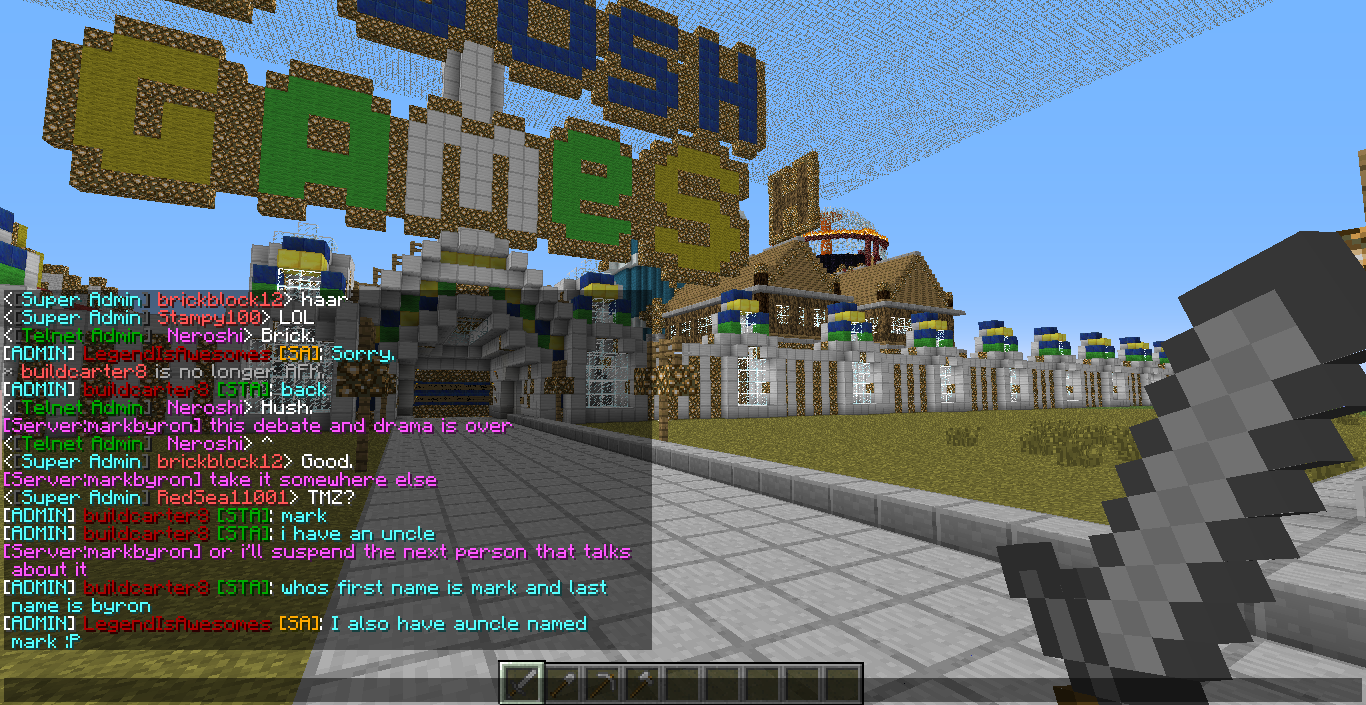 OSH
GAMES
<[Super Admin] brickblock12> haar
<[Super Admin] Stampy100> LOL
<[Telnet Admin] Neroshi> Brick.
[ADMIN] LegendIsAwesomes [SA]: Sorry.
* buildcarter8 is no longer AFK.
[ADMIN] buildcarter8 [STA]: back
<[Telnet Admin] Neroshi> Hush.
[Server:markbyron] this debate and drama is over
<[Telnet Admin] Neroshi> ^
<[Super Admin] brickblock12> Good.
[Server:markbyron] take it somewhere else
<[Super Admin] RedSea11001> TMZ?
[ADMIN] buildcarter8 [STA]: mark
[ADMIN] buildcarter8 [STA]: i have an uncle
[Server:markbyron] or i'll suspend the next person that talks
about it
[ADMIN] buildcarter8 [STA]: whos first name is mark and last
name is byron
[ADMIN] LegendIsAwesomes [SA]: I also have auncle named
mark :P